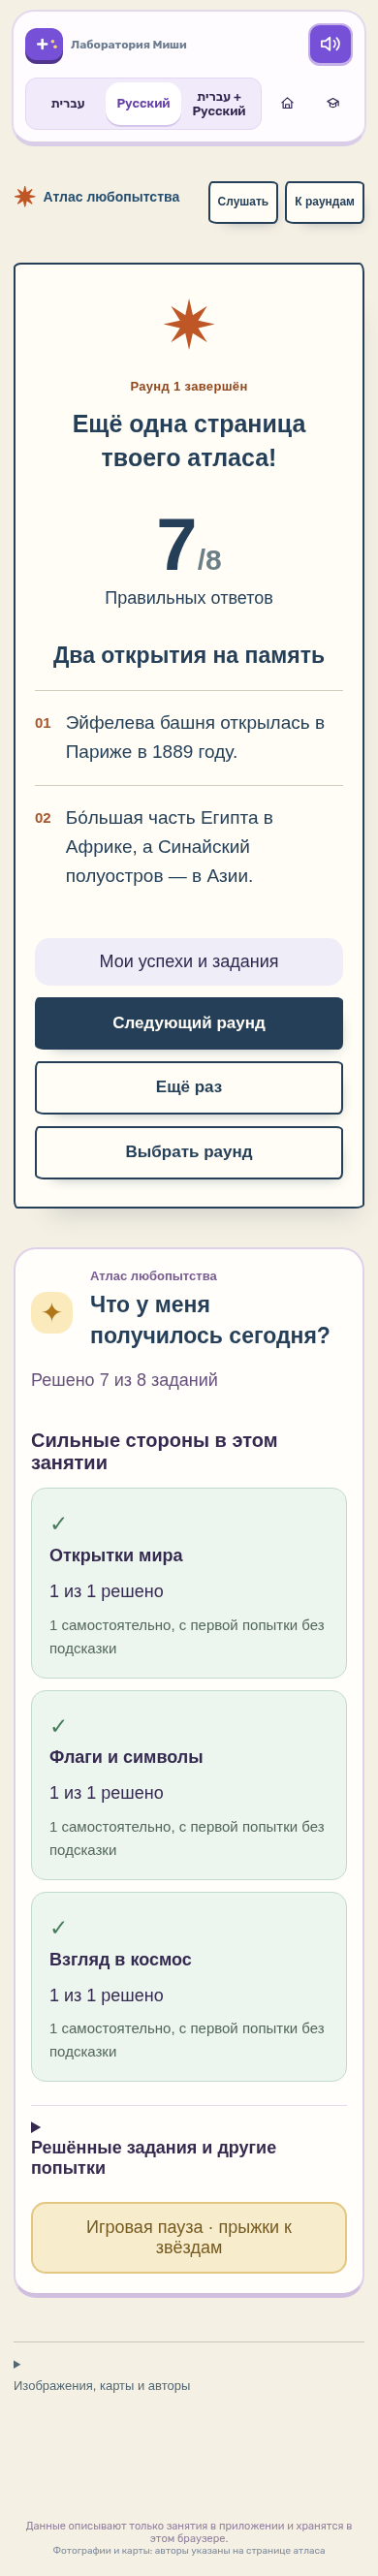 Лаборатория Миши
עברית
Русский
עברית +
Русский
Атлас любопытства
Слушать
К раундам
Раунд 1 завершён
Ещё одна страница
твоего атласа!
7/8
Правильных ответов
Два открытия на память
01
Эйфелева башня открылась в
Париже в 1889 году.
02
Бо́льшая часть Египта в
Африке, а Синайский
полуостров — в Азии.
Мои успехи и задания
Следующий раунд
Ещё раз
Выбрать раунд
Атлас любопытства
Что у меня
получилось сегодня?
Решено 7 из 8 заданий
Сильные стороны в этом
занятии
✓
Открытки мира
1 из 1 решено
1 самостоятельно, с первой попытки без
подсказки
✓
Флаги и символы
1 из 1 решено
1 самостоятельно, с первой попытки без
подсказки
✓
Взгляд в космос
1 из 1 решено
1 самостоятельно, с первой попытки без
подсказки
Решённые задания и другие
попытки
Игровая пауза · прыжки к
звёздам
Изображения, карты и авторы
Данные описывают только занятия в приложении и хранятся в
этом браузере.
Фотографии и карты: авторы указаны на странице атласа